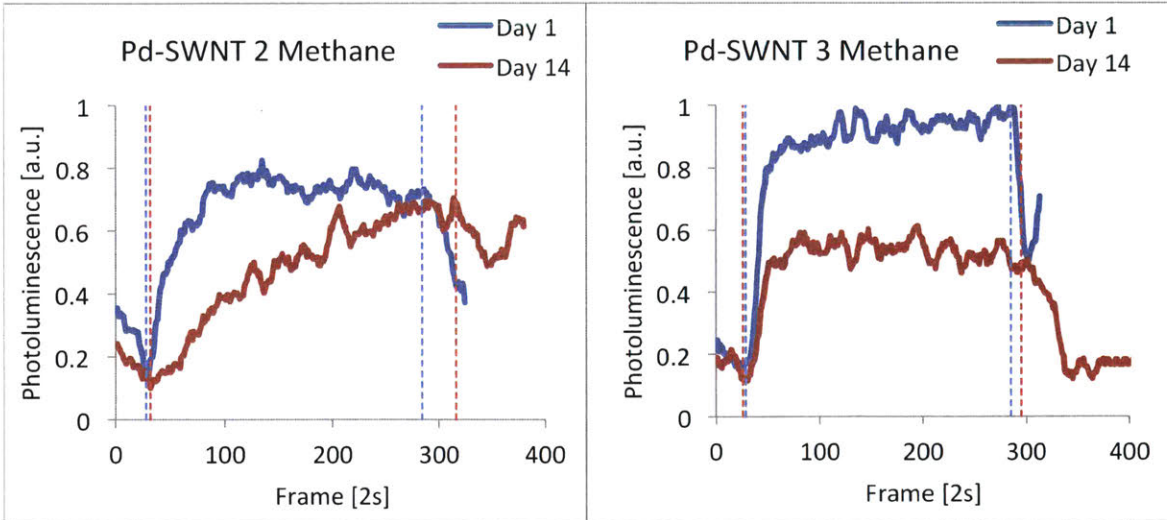 Pd-SWNT 2 Methane
Day 1
Day 14
Photoluminescence [a.u.]
1
0.8
0.6
0.4
0.2
0
0
100
200
300
400
Frame [2s]
Pd-SWNT 3 Methane
Day 1
Day 14
Photoluminescence [a.u.]
1
0.8
0.6
0.4
0.2
0
0
100
200
300
400
Frame [2s]